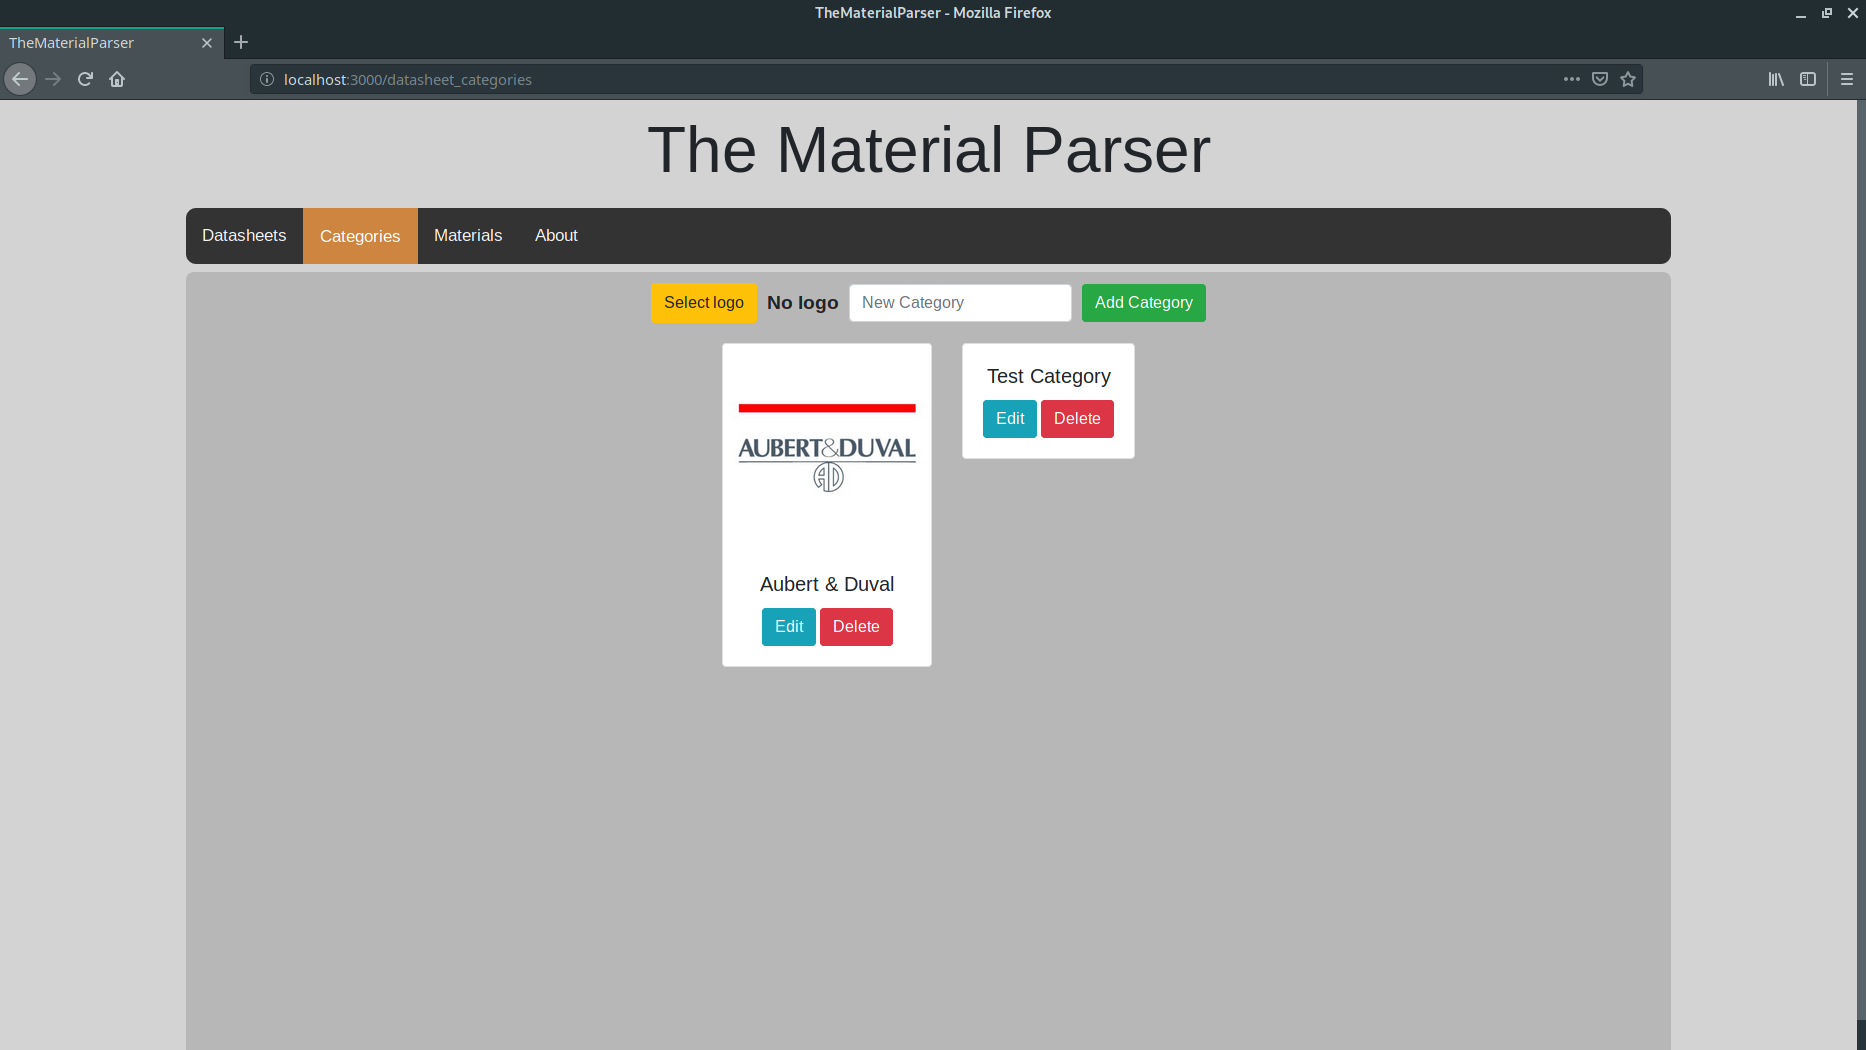 TheMaterialParser - Mozilla Firefox
TheMaterialParser
localhost:3000/datasheet_categories
The Material Parser
Datasheets Categories Materials About
Select logo No logo New Category Add Category
AUBERT&DUVAL
AD
Aubert & Duval
Edit Delete
Test Category
Edit Delete